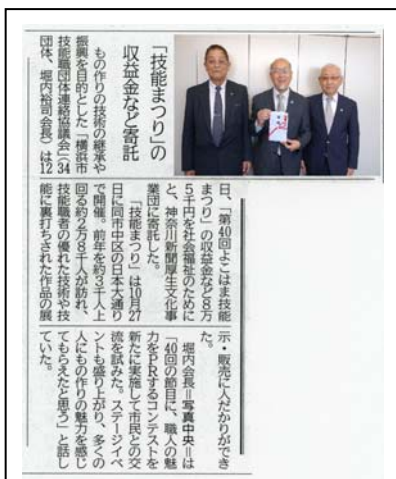 「技能まつり」の
収益金など寄託
もの作りの技術の継承や
振興を目的とした「横浜市
技能職団体連絡協議会」（34
団体、堀内裕司会長）は12
日、「第40回よこはま技能
まつり」の収益金など8万
5千円を社会福祉のために
と、神奈川新聞厚生文化事
業団に寄託した。
「技能まつり」は10月27
日に同市中区の日本大通り
で開催。前年を約3千人上
回る約2万8千人が訪れ、
技能職者の優れた技術や技
能に裏打ちされた作品の展
示・販売に人だかりができ
た。
堀内会長＝写真中央＝は
「40回の節目に、職人の魅
力をPRするコンテストを
新たに実施して市民との交
流を試みた。ステージイベ
ントも盛り上がり、多くの
人にもの作りの魅力を感じ
てもらえたと思う」と話し
ていた。